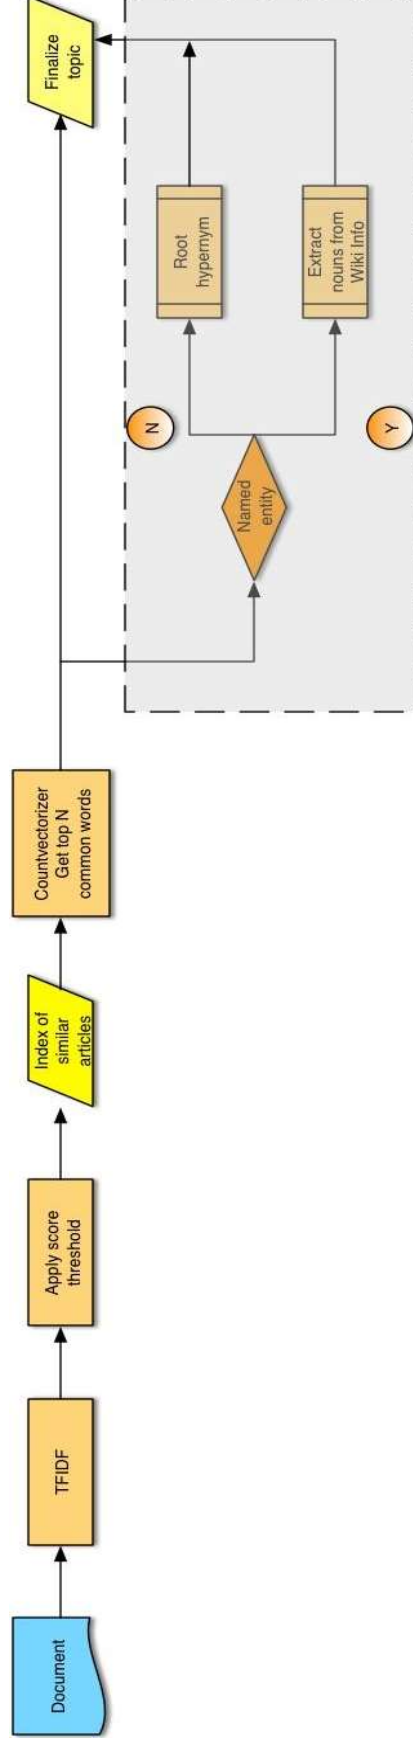 Document
TFIDF
Apply score
threshold
Index of
similar
articles
Countvectorizer
Get top N
common words
Named
entity
N
Y
Root
hypernym
Extract
nouns from
Wiki Info
Finalize
topic